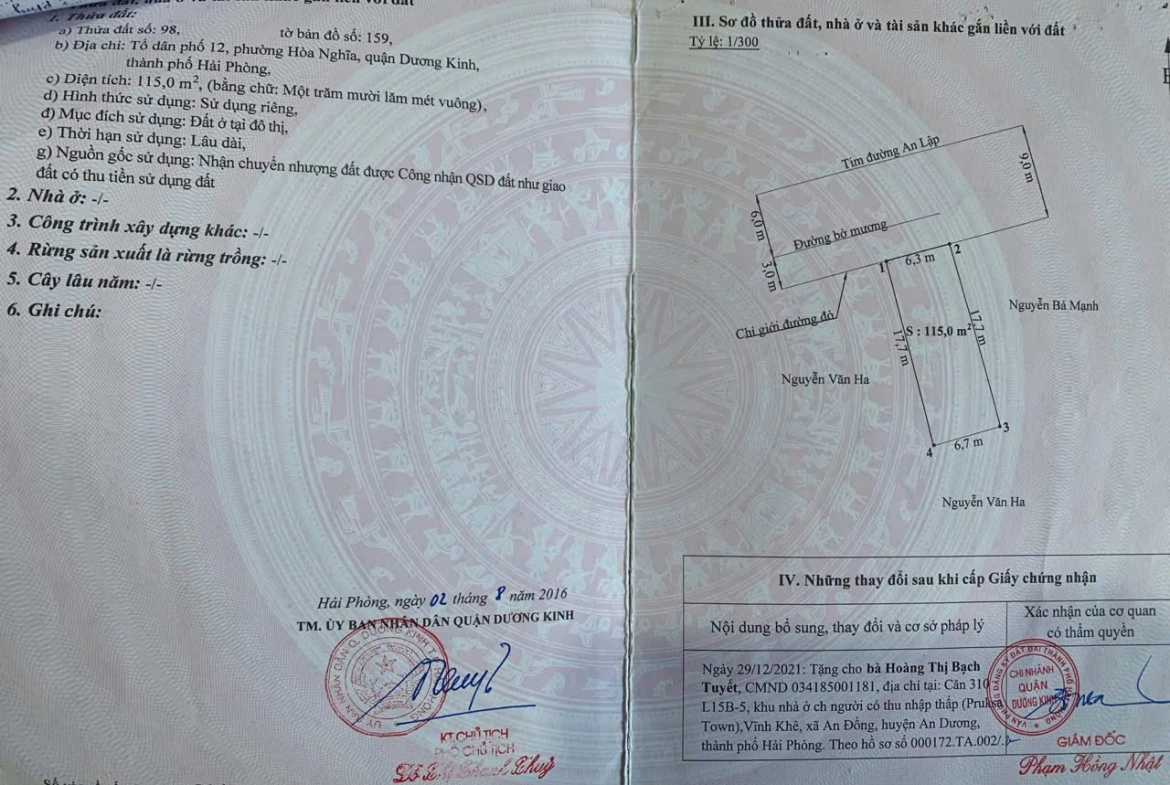 1. Thửa đất:
a) Thửa đất số: 98, tờ bản đồ số: 159,
b) Địa chỉ: Tổ dân phố 12, phường Hòa Nghĩa, quận Dương Kinh,
thành phố Hải Phòng,
c) Diện tích: 115,0 m², (bằng chữ: Một trăm mười lăm mét vuông),
d) Hình thức sử dụng: Sử dụng riêng,
đ) Mục đích sử dụng: Đất ở tại đô thị,
e) Thời hạn sử dụng: Lâu dài,
g) Nguồn gốc sử dụng: Nhận chuyển nhượng đất được Công nhận QSD đất như giao
đất có thu tiền sử dụng đất
2. Nhà ở: -/-
3. Công trình xây dựng khác: -/-
4. Rừng sản xuất là rừng trồng: -/-
5. Cây lâu năm: -/-
6. Ghi chú:
Hải Phòng, ngày 02 tháng 8 năm 2016
TM. ỦY BAN NHÂN DÂN QUẬN DƯƠNG KINH
KT.CHỦ TỊCH
PHÓ CHỦ TỊCH
III. Sơ đồ thửa đất, nhà ở và tài sản khác gắn liền với đất
Tỷ lệ: 1/300
Tim đường An Lập
9,0 m
6,0 m
Đường bờ mương
3,0 m
1
6,3 m
2
Chỉ giới đường đỏ
Nguyễn Bá Mạnh
S : 115,0 m²
17,7 m
17,7 m
Nguyễn Văn Ha
3
6,7 m
4
Nguyễn Văn Ha
IV. Những thay đổi sau khi cấp Giấy chứng nhận
Nội dung bổ sung, thay đổi và cơ sở pháp lý
Xác nhận của cơ quan
có thẩm quyền
Ngày 29/12/2021: Tặng cho bà Hoàng Thị Bạch
Tuyết, CMND 034185001181, địa chỉ tại: Căn 310
L15B-5, khu nhà ở ch người có thu nhập thấp (Pruksa
Town),Vĩnh Khê, xã An Đồng, huyện An Dương,
thành phố Hải Phòng. Theo hồ sơ số 000172.TA.002/.
CHI NHÁNH
QUẬN
DƯƠNG KINH
GIÁM ĐỐC
Phạm Hồng Nhật